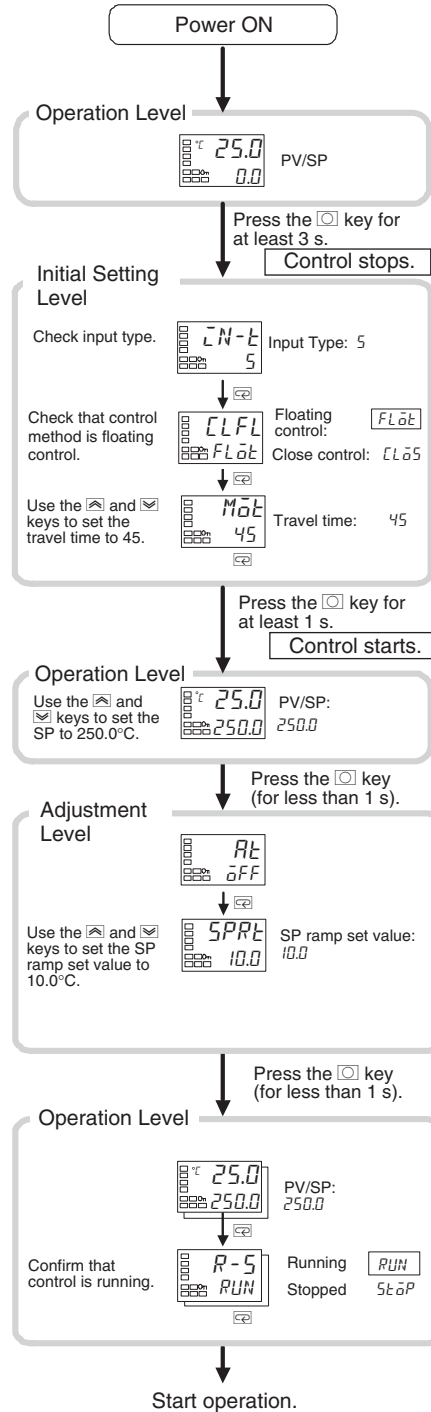 Power ON
Operation Level
°C 25.0
0.0
PV/SP
Press the key for
at least 3 s.
Control stops.
Initial Setting
Level
Check input type.
IN-T
5
Input Type: 5
Check that control
method is floating
control.
CLFL
FLOT
Floating
control:
FLOT
Close control: CLOS
Use the and
keys to set the
travel time to 45.
MOT
45
Travel time: 45
Press the key for
at least 1 s.
Control starts.
Operation Level
Use the and
keys to set the
SP to 250.0°C.
°C 25.0
250.0
PV/SP:
250.0
Press the key
(for less than 1 s).
Adjustment
Level
AT
OFF
Use the and
keys to set the SP
ramp set value to
10.0°C.
SPRT
10.0
SP ramp set value:
10.0
Press the key
(for less than 1 s).
Operation Level
°C 25.0
250.0
PV/SP:
250.0
Confirm that
control is running.
R-S
RUN
Running RUN
Stopped STOP
Start operation.